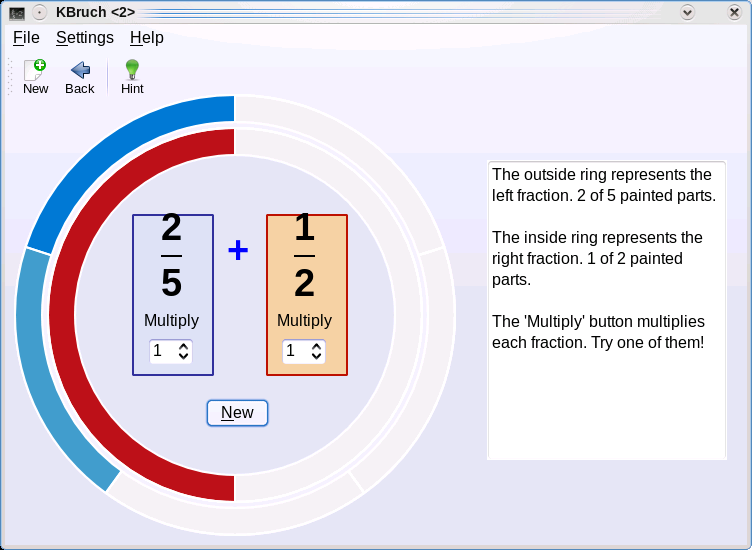 KBruch <2>
File Settings Help
New Back Hint
2
5
+
1
2
Multiply Multiply
1 1
New
The outside ring represents the
left fraction. 2 of 5 painted parts.
The inside ring represents the
right fraction. 1 of 2 painted
parts.
The 'Multiply' button multiplies
each fraction. Try one of them!